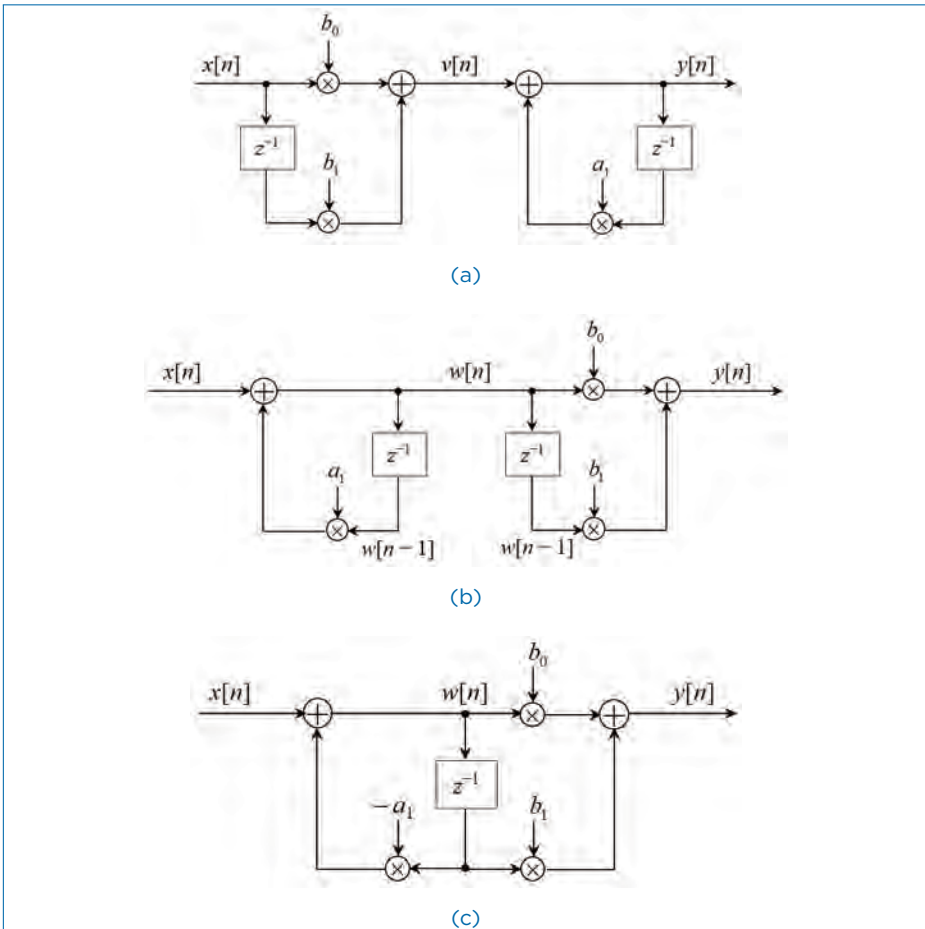 b₀
x[n] v[n] y[n]
× + +
z⁻¹ z⁻¹
b₁ a₁
× ×
(a)
b₀
x[n] w[n] y[n]
+ × +
z⁻¹ z⁻¹
a₁ b₁
× ×
w[n−1] w[n−1]
(b)
b₀
x[n] w[n] y[n]
+ × +
z⁻¹
−a₁ b₁
× ×
(c)